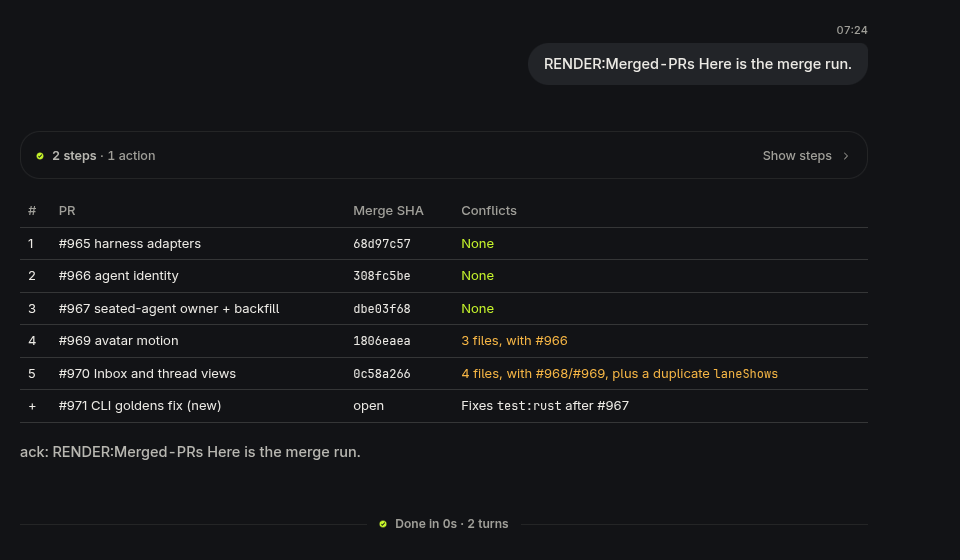 07:24
RENDER:Merged-PRs Here is the merge run.
2 steps · 1 action Show steps
# PR Merge SHA Conflicts
1 #965 harness adapters 68d97c57 None
2 #966 agent identity 308fc5be None
3 #967 seated-agent owner + backfill dbe03f68 None
4 #969 avatar motion 1806eaea 3 files, with #966
5 #970 Inbox and thread views 0c58a266 4 files, with #968/#969, plus a duplicate laneShows
+ #971 CLI goldens fix (new) open Fixes test:rust after #967
ack: RENDER:Merged-PRs Here is the merge run.
Done in 0s · 2 turns